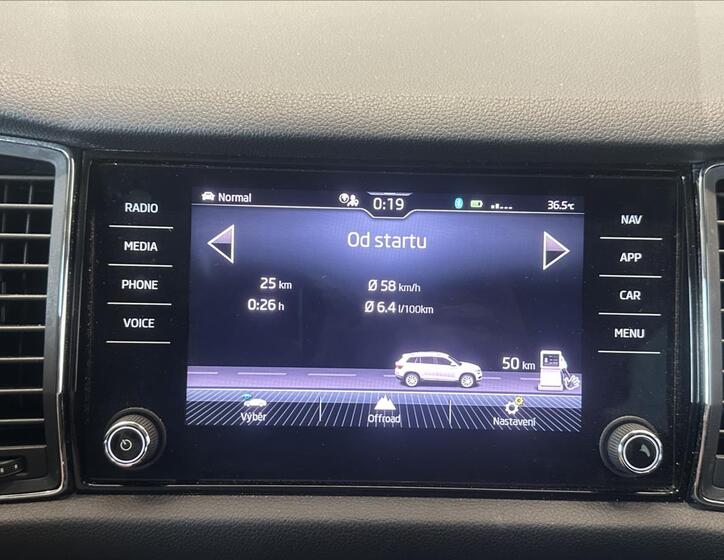 RADIO
MEDIA
PHONE
VOICE
Normal
0:19
36.5°C
Od startu
25 km
0:26 h
Ø 58 km/h
Ø 6.4 l/100km
50 km
Výběr
Offroad
Nastavení
NAV
APP
CAR
MENU